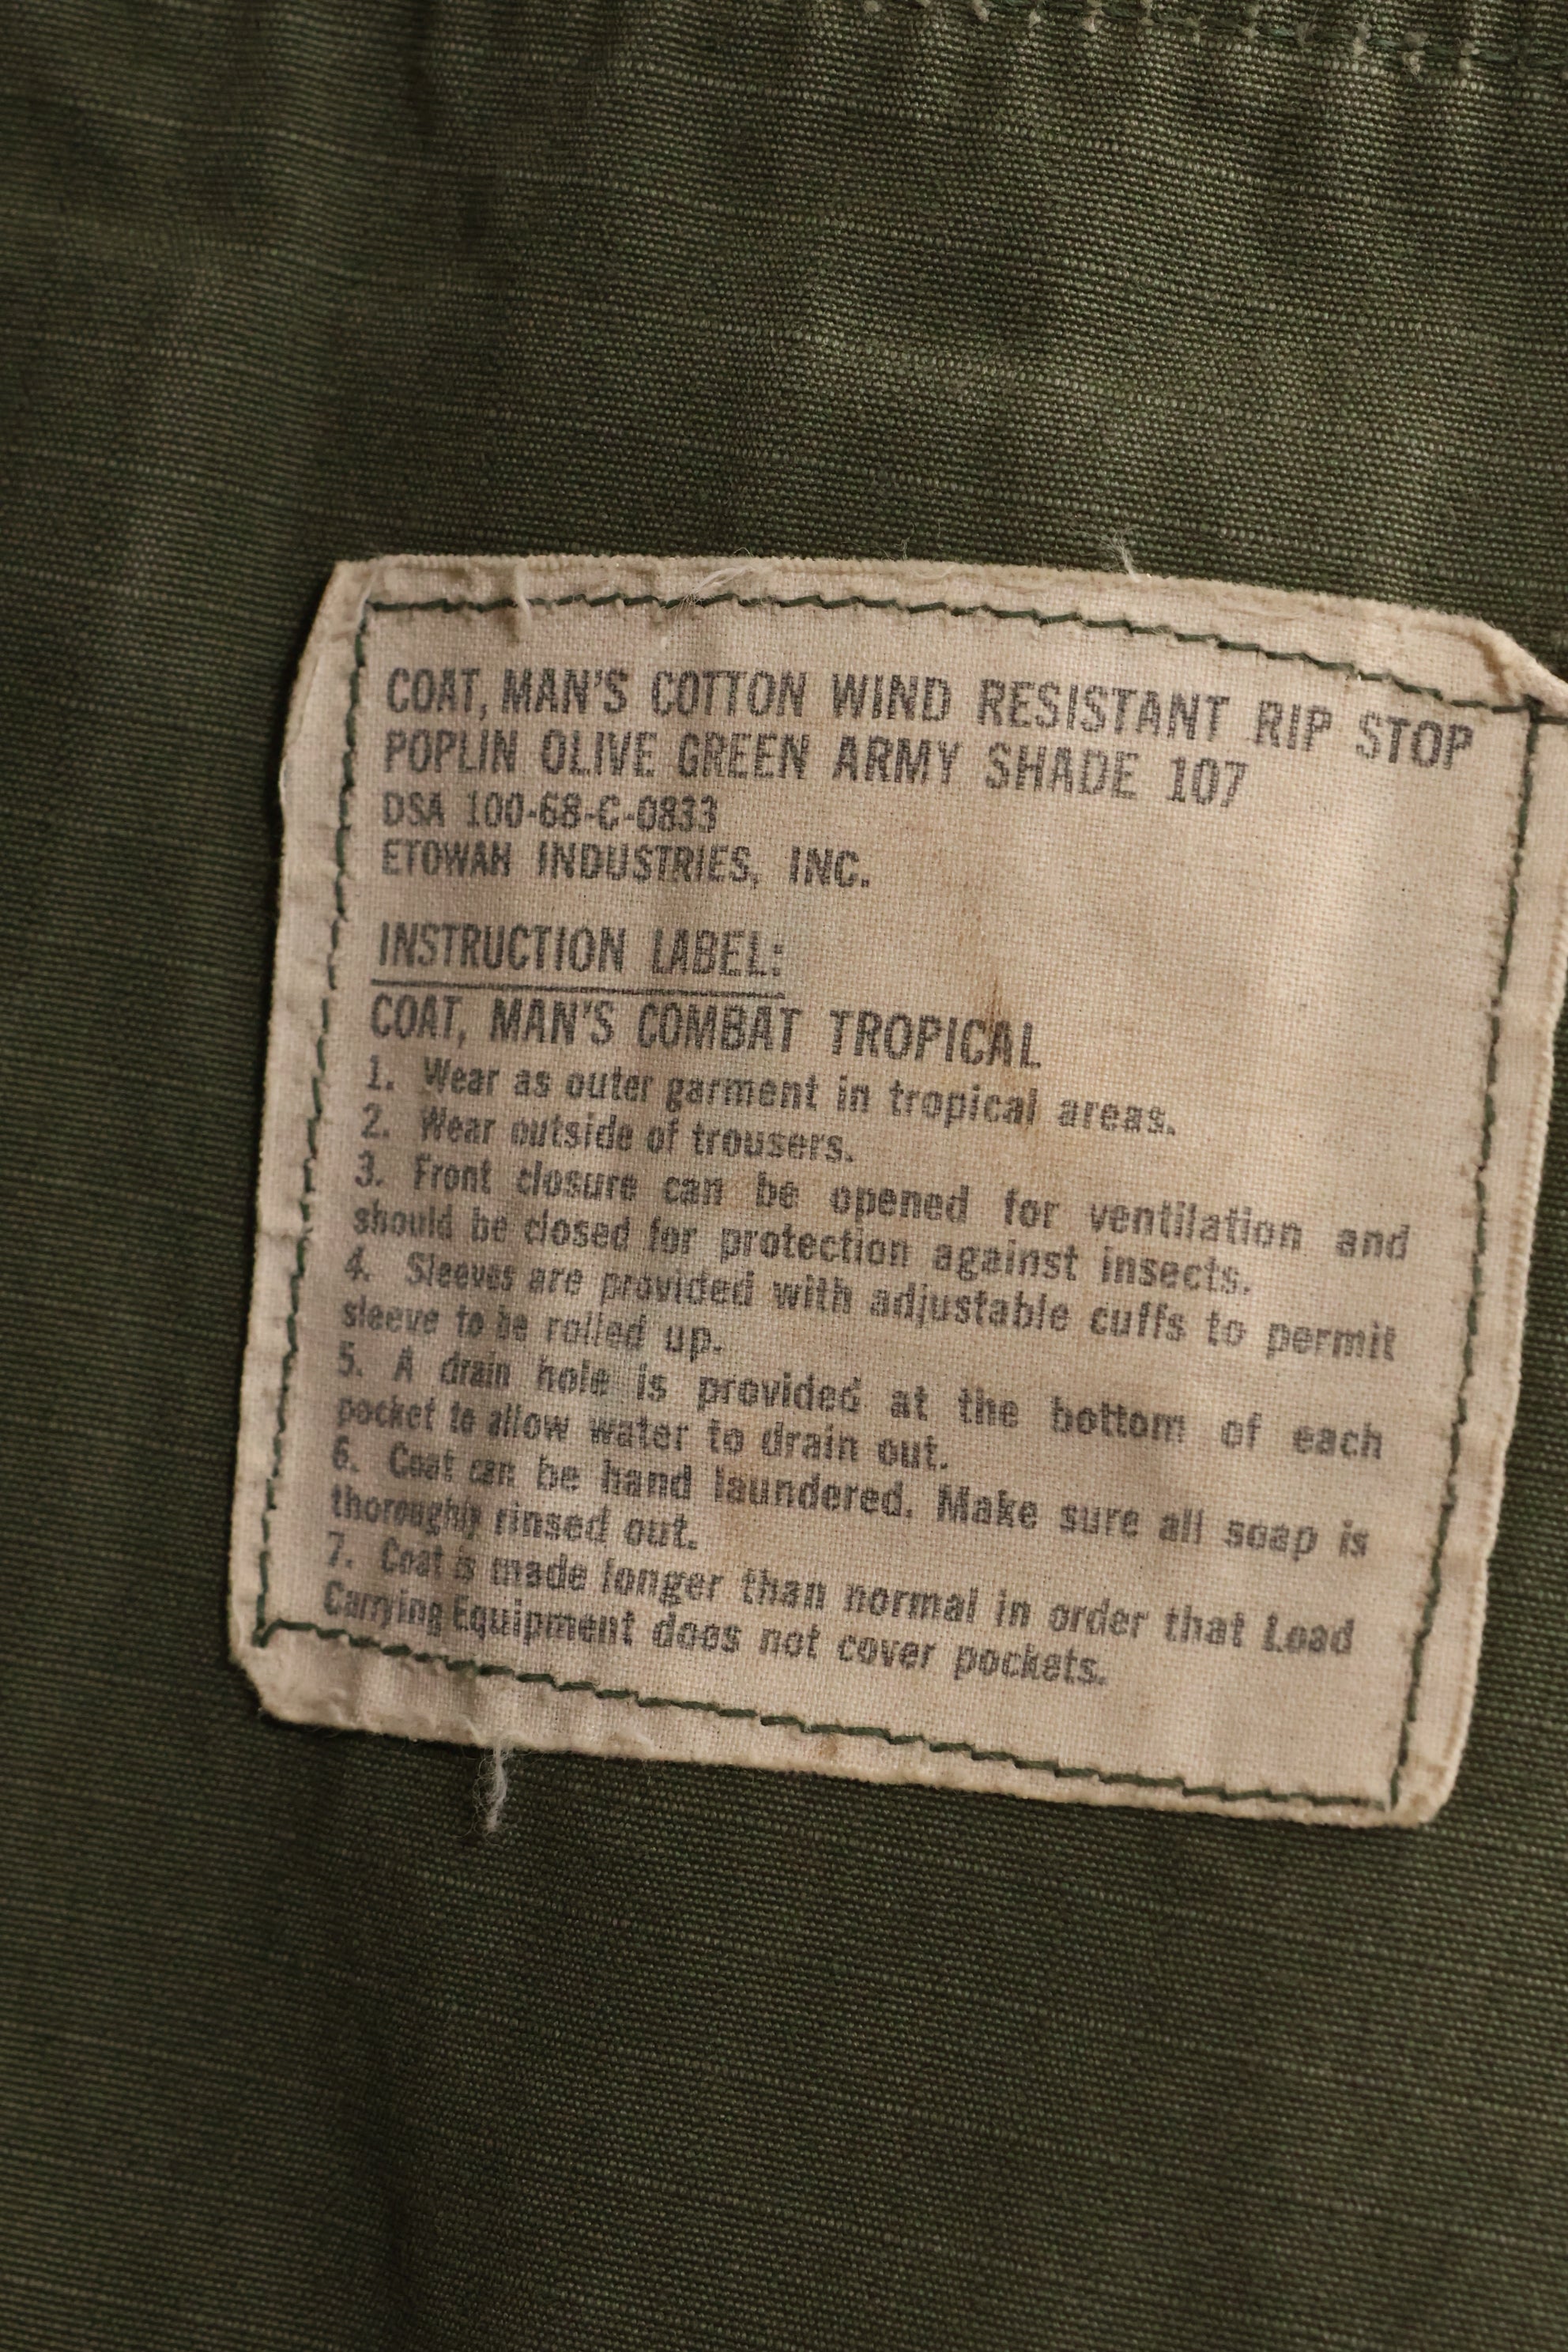 COAT, MAN'S COTTON WIND RESISTANT RIP STOP
POPLIN OLIVE GREEN ARMY SHADE 107
DSA 100-68-C-0833
ETOWAH INDUSTRIES, INC.
INSTRUCTION LABEL:
COAT, MAN'S COMBAT TROPICAL
1. Wear as outer garment in tropical areas.
2. Wear outside of trousers.
3. Front closure can be opened for ventilation and
should be closed for protection against insects.
4. Sleeves are provided with adjustable cuffs to permit
sleeve to be rolled up.
5. A drain hole is provided at the bottom of each
pocket to allow water to drain out.
6. Coat can be hand laundered. Make sure all soap is
thoroughly rinsed out.
7. Coat is made longer than normal in order that Load
Carrying Equipment does not cover pockets.